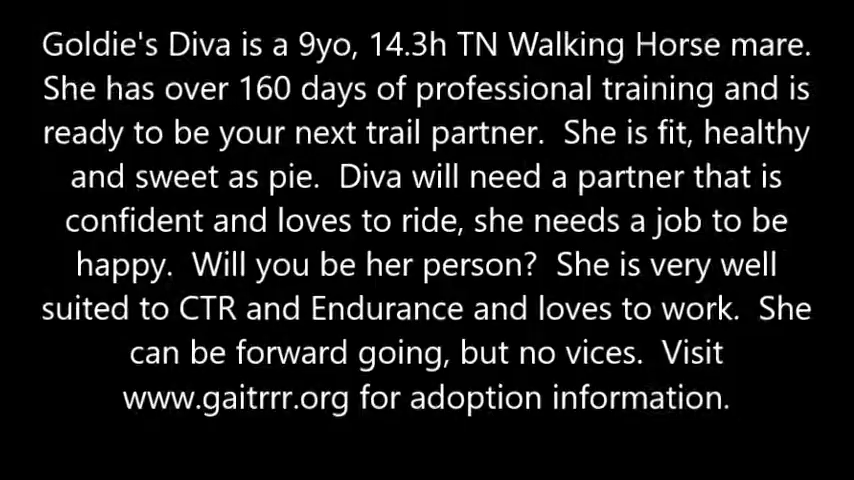 Goldie's Diva is a 9yo, 14.3h TN Walking Horse mare.
She has over 160 days of professional training and is
ready to be your next trail partner.  She is fit, healthy
and sweet as pie.  Diva will need a partner that is
confident and loves to ride, she needs a job to be
happy.  Will you be her person?  She is very well
suited to CTR and Endurance and loves to work.  She
can be forward going, but no vices.  Visit
www.gaitrrr.org for adoption information.